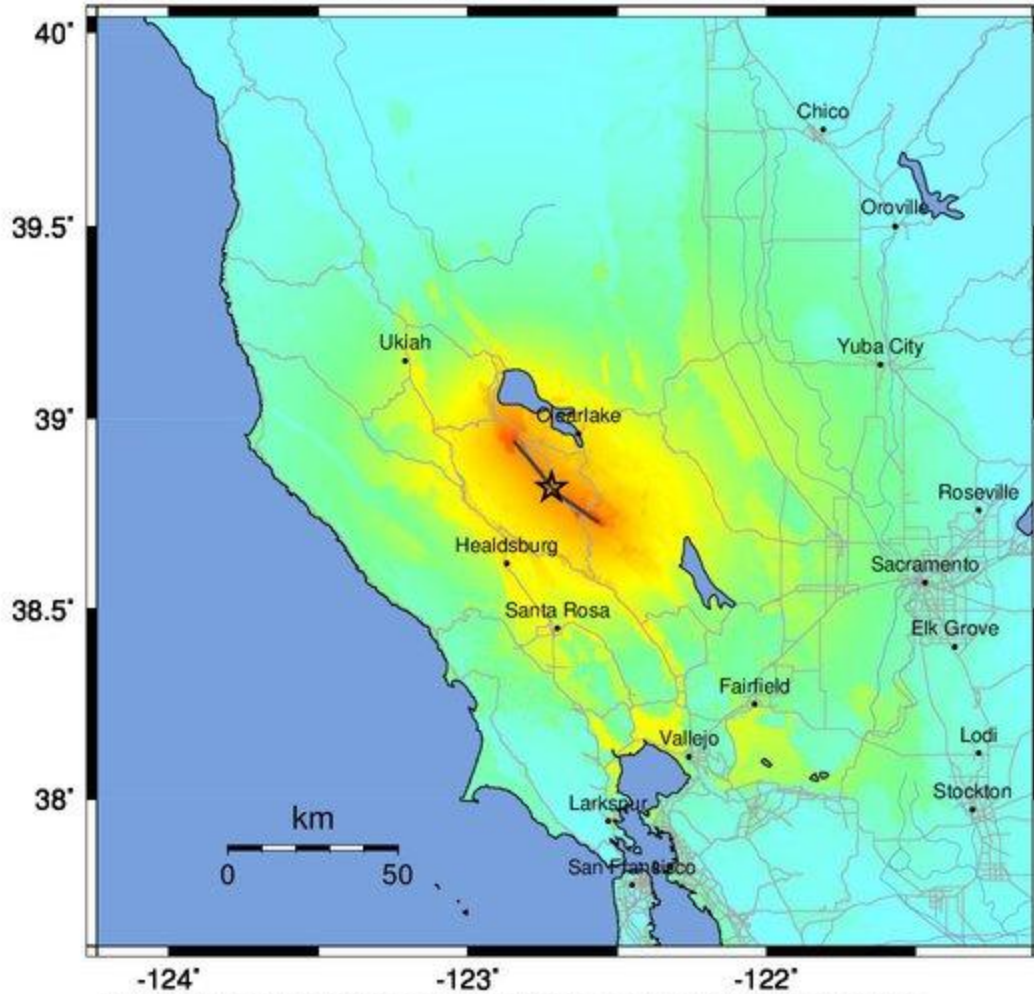 40˚
Chico
39.5˚
Oroville
Ukiah
Yuba City
39˚
Clearlake
Roseville
Healdsburg
Sacramento
38.5˚
Santa Rosa
Elk Grove
Fairfield
Vallejo
Lodi
38˚
Stockton
Larkspur
km
0
50
San Francisco
-124˚
-123˚
-122˚